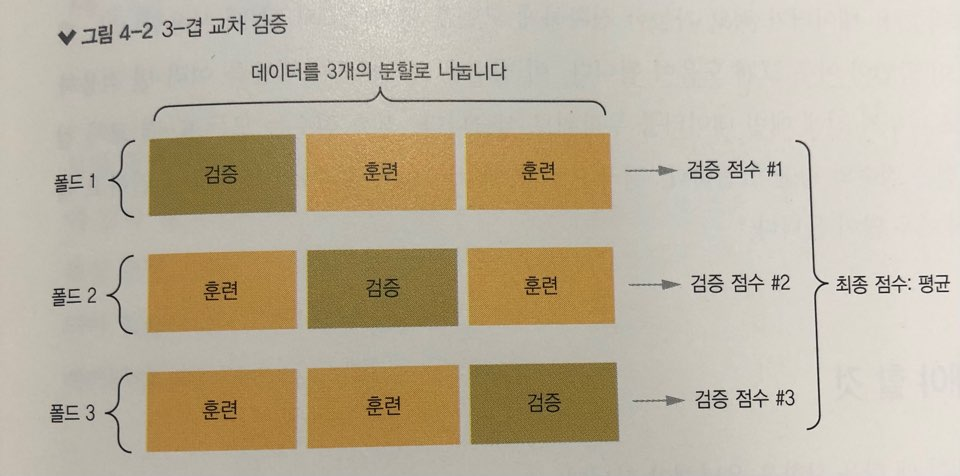 그림 4-2 3-겹 교차 검증
데이터를 3개의 분할로 나눕니다
폴드 1 검증 훈련 훈련 검증 점수 #1
폴드 2 훈련 검증 훈련 검증 점수 #2
최종 점수: 평균
폴드 3 훈련 훈련 검증 검증 점수 #3